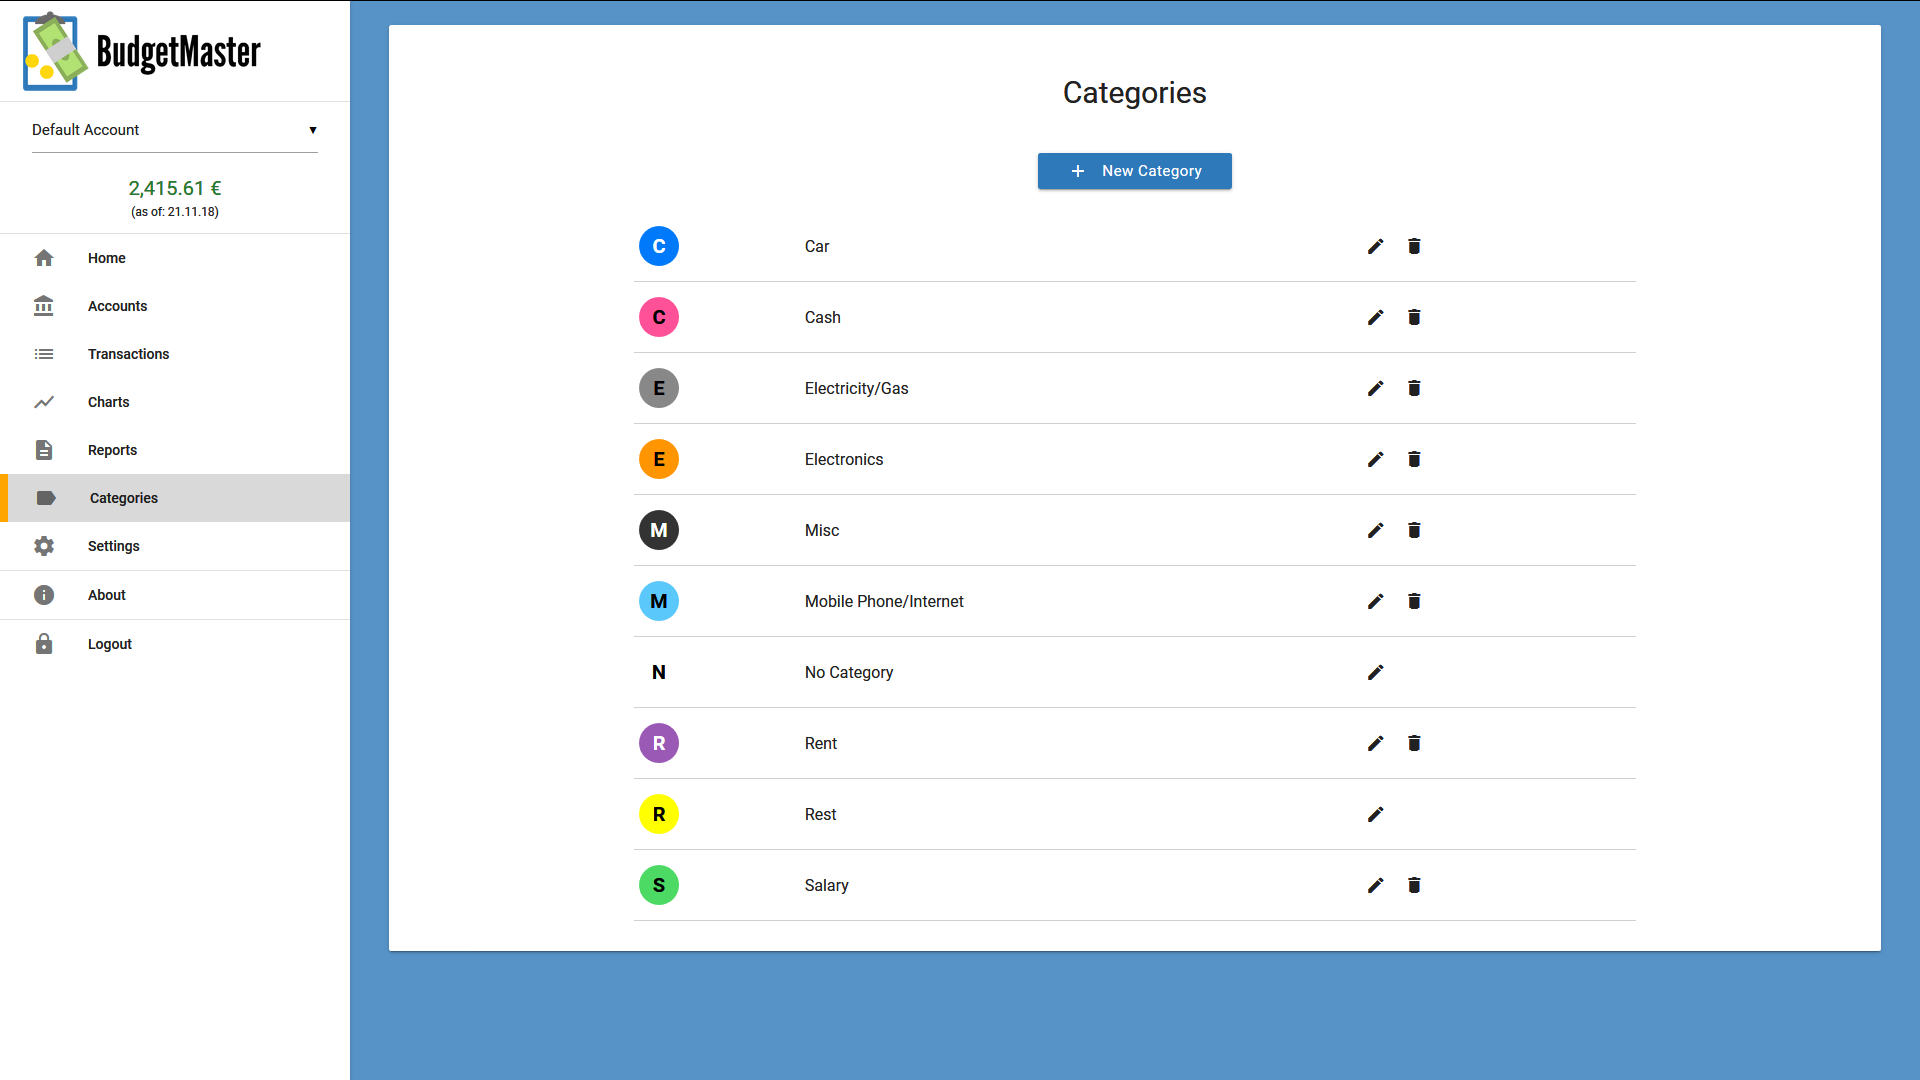 BudgetMaster
Default Account
2,415.61 €
(as of: 21.11.18)
Home
Accounts
Transactions
Charts
Reports
Categories
Settings
About
Logout
Categories
New Category
C Car
C Cash
E Electricity/Gas
E Electronics
M Misc
M Mobile Phone/Internet
N No Category
R Rent
R Rest
S Salary